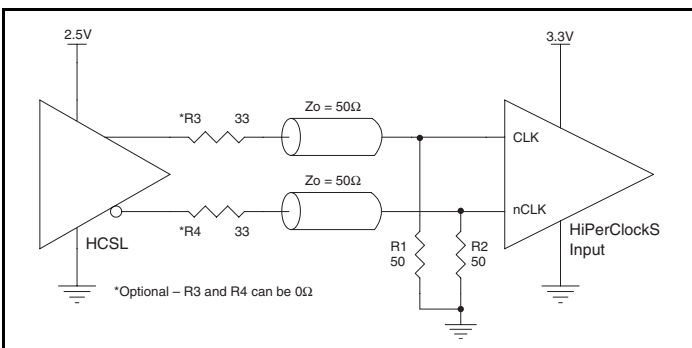 2.5V
3.3V
*R3 33
Zo = 50Ω
CLK
Zo = 50Ω
nCLK
*R4 33
HCSL
HiPerClockS
Input
R1
50
R2
50
*Optional – R3 and R4 can be 0Ω